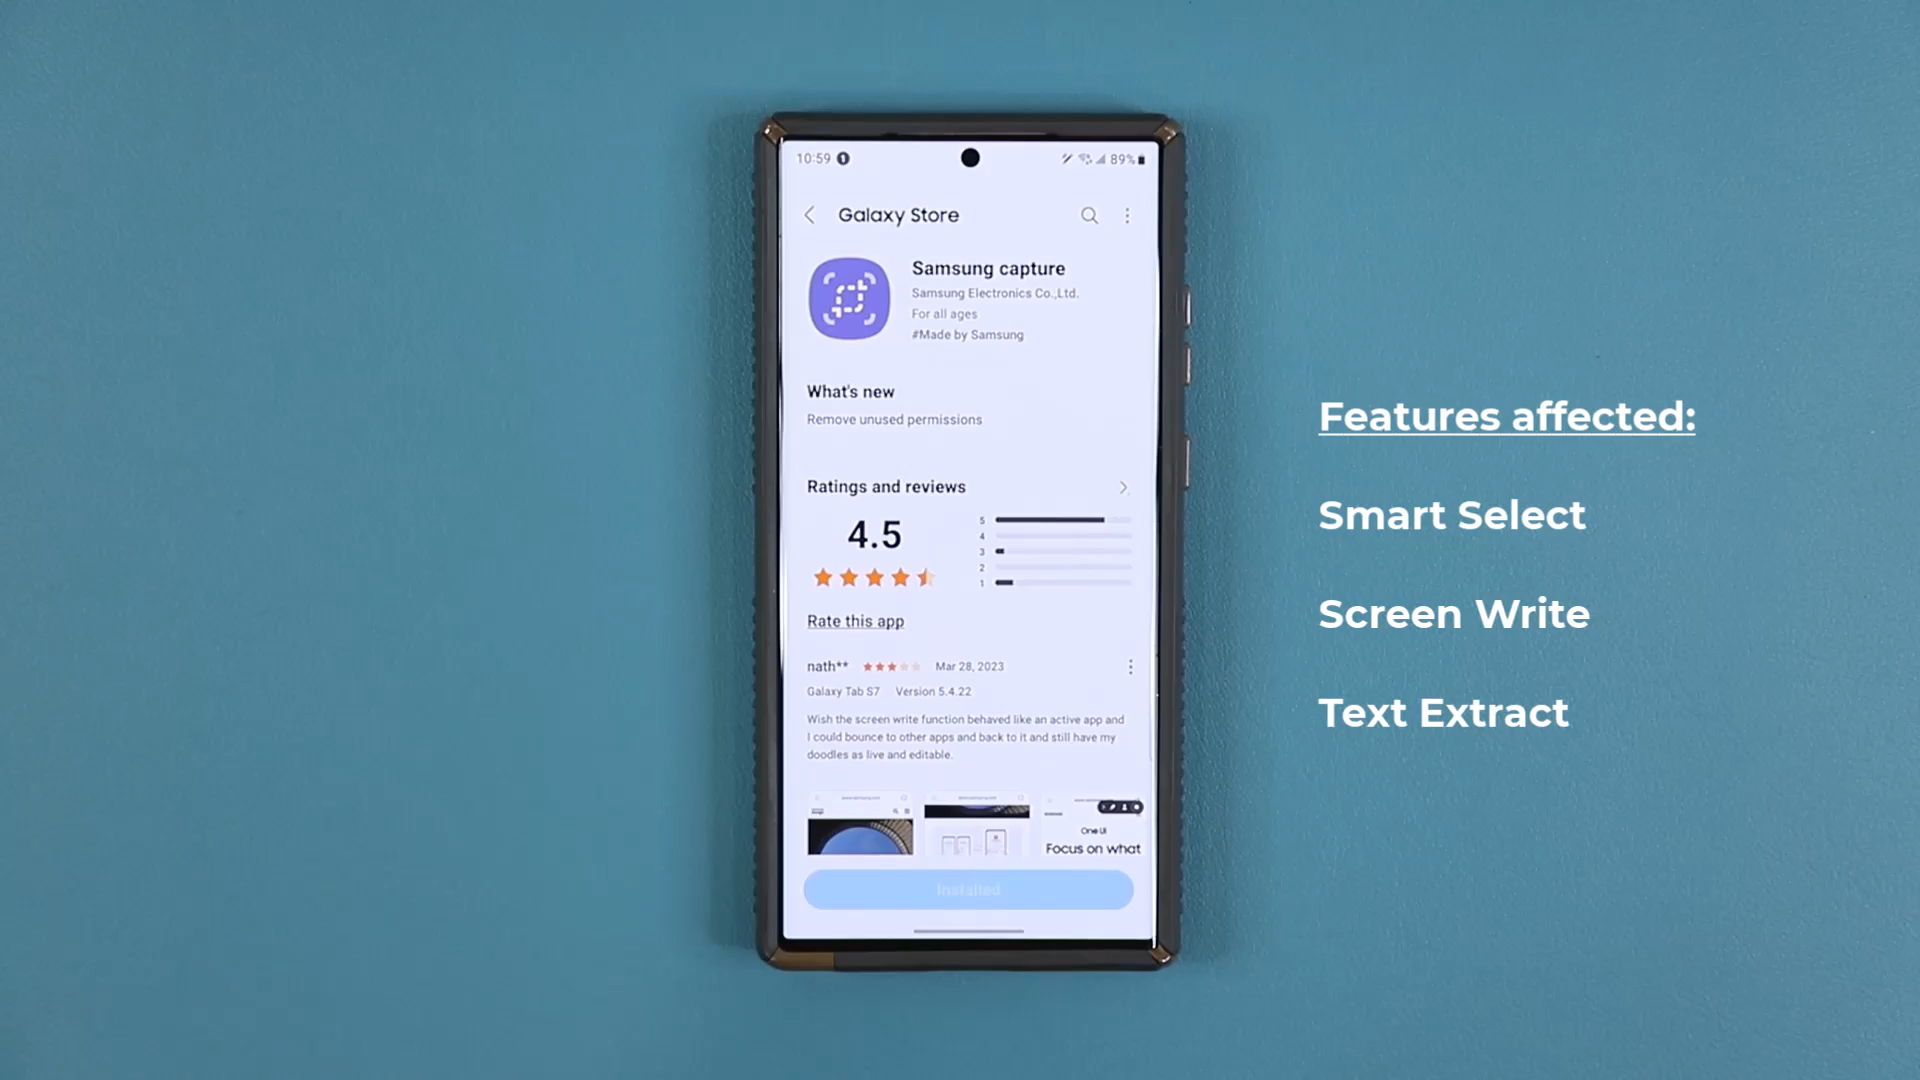 10:59
89%
Galaxy Store
Samsung capture
Samsung Electronics Co.,Ltd.
For all ages
#Made by Samsung
What's new
Remove unused permissions
Ratings and reviews
4.5
5
4
3
2
1
Rate this app
nath** Mar 28, 2023
Galaxy Tab S7 Version 5.4.22
Wish the screen write function behaved like an active app and
I could bounce to other apps and back to it and still have my
doodles as live and editable.
One UI
Focus on what
Installed
Features affected:
Smart Select
Screen Write
Text Extract